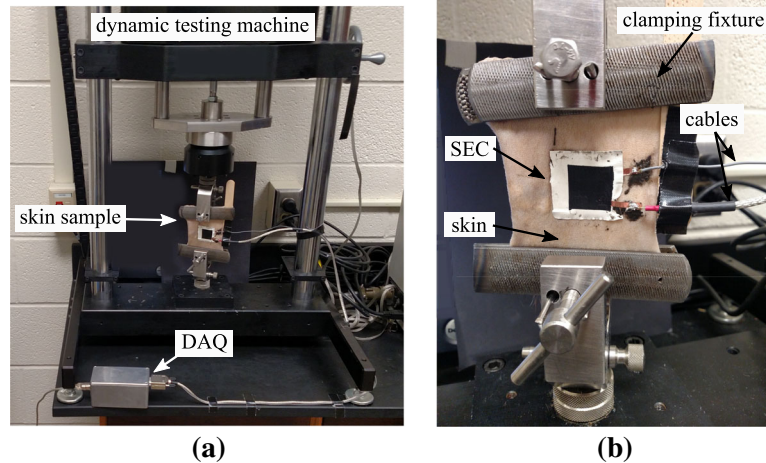 dynamic testing machine
skin sample
DAQ
(a)
clamping fixture
cables
SEC
skin
(b)